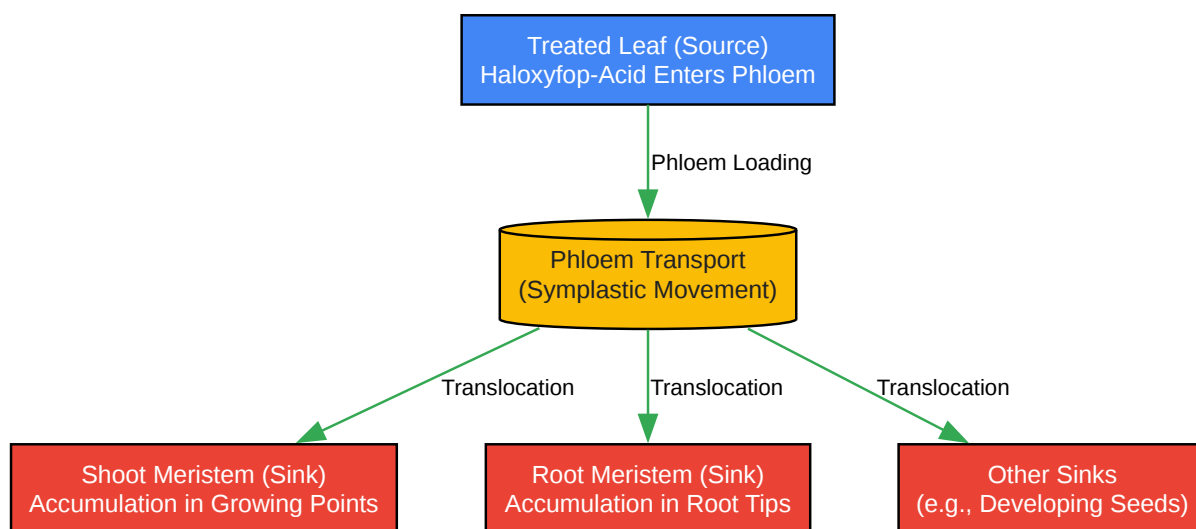 Treated Leaf (Source)
Haloxyfop-Acid Enters Phloem
Phloem Loading
Phloem Transport
(Symplastic Movement)
Translocation
Translocation
Translocation
Shoot Meristem (Sink)
Accumulation in Growing Points
Root Meristem (Sink)
Accumulation in Root Tips
Other Sinks
(e.g., Developing Seeds)